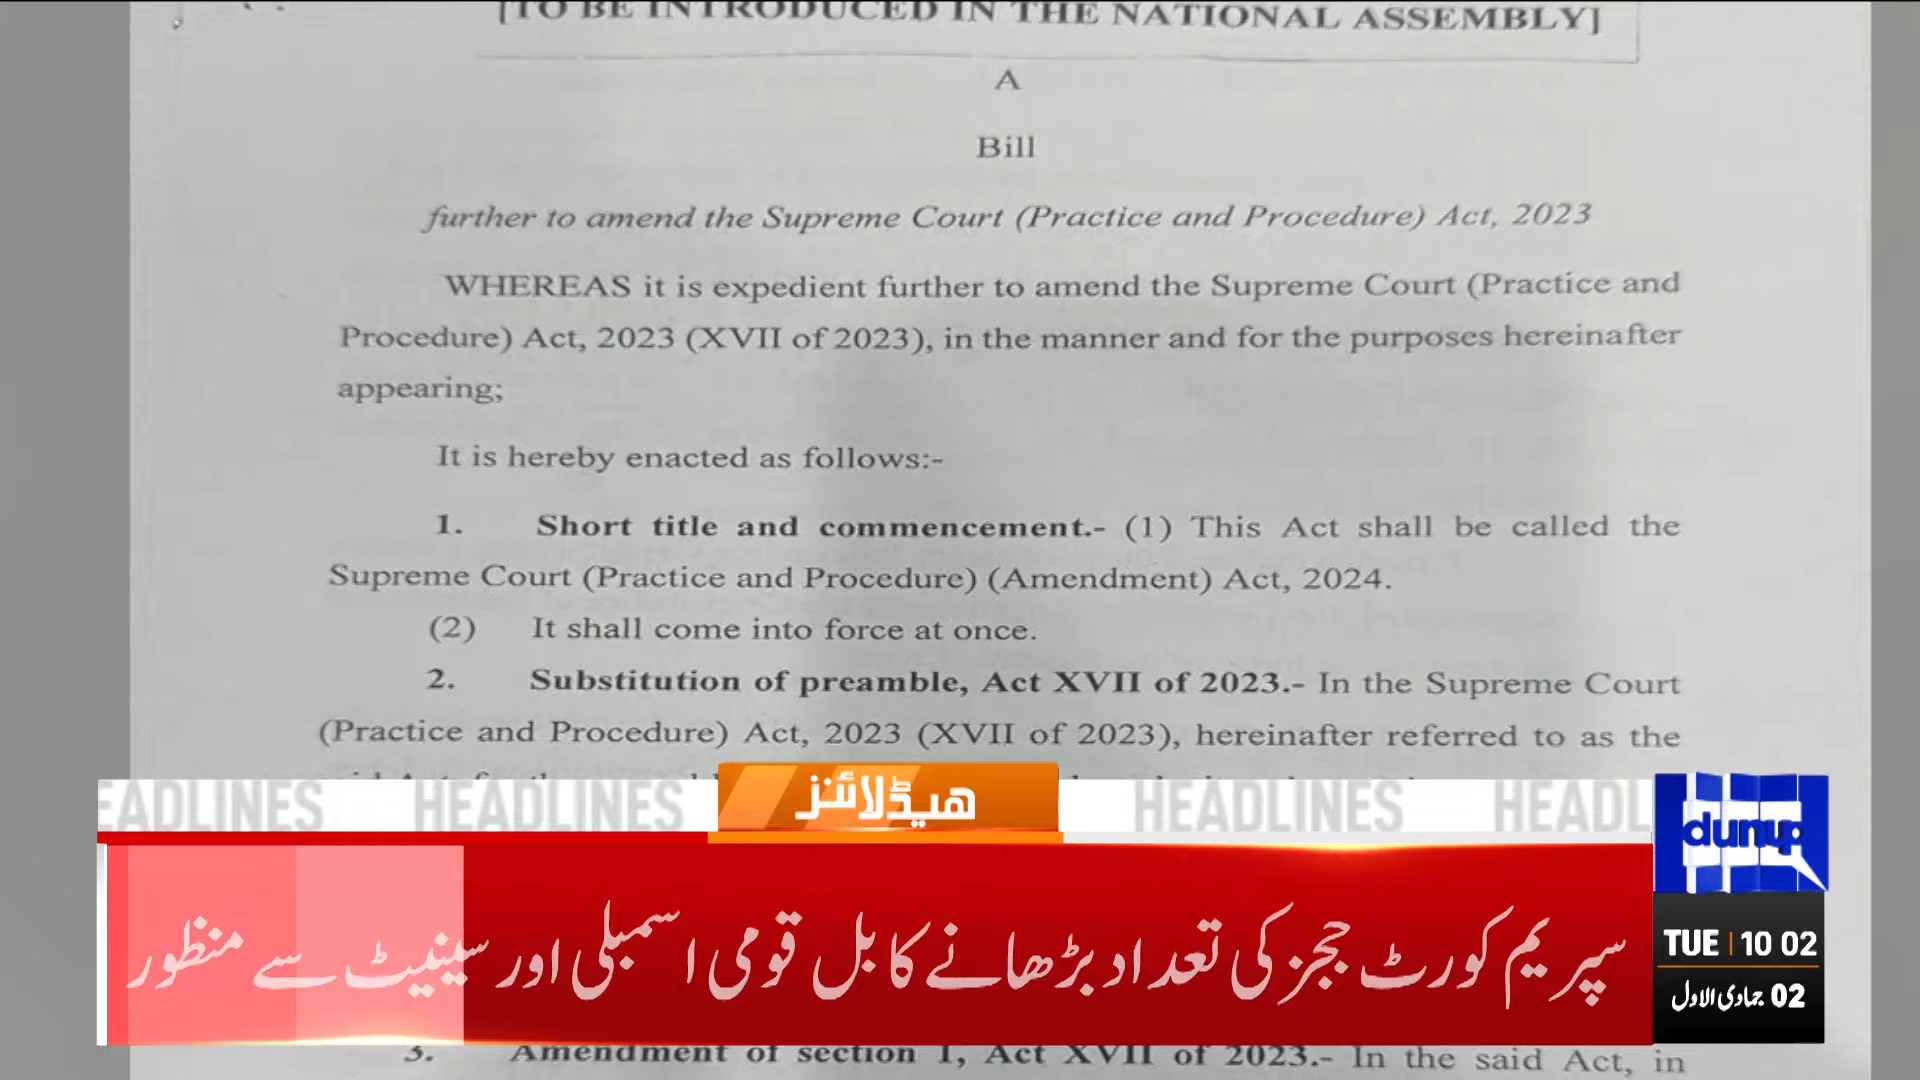 [TO BE INTRODUCED IN THE NATIONAL ASSEMBLY]
A
Bill
further to amend the Supreme Court (Practice and Procedure) Act, 2023
WHEREAS it is expedient further to amend the Supreme Court (Practice and
Procedure) Act, 2023 (XVII of 2023), in the manner and for the purposes hereinafter
appearing;
It is hereby enacted as follows:-
1. Short title and commencement.- (1) This Act shall be called the
Supreme Court (Practice and Procedure) (Amendment) Act, 2024.
(2) It shall come into force at once.
2. Substitution of preamble, Act XVII of 2023.- In the Supreme Court
(Practice and Procedure) Act, 2023 (XVII of 2023), hereinafter referred to as the
EADLINES HEADLINES HEADLINES HEADL
ہیڈلائنز
dunya
سپریم کورٹ ججز کی تعداد بڑھانے کا بل قومی اسمبلی اور سینیٹ سے منظور
TUE 10 02
02 جمادی الاول
3. Amendment of section 1, Act XVII of 2023.- In the said Act, in